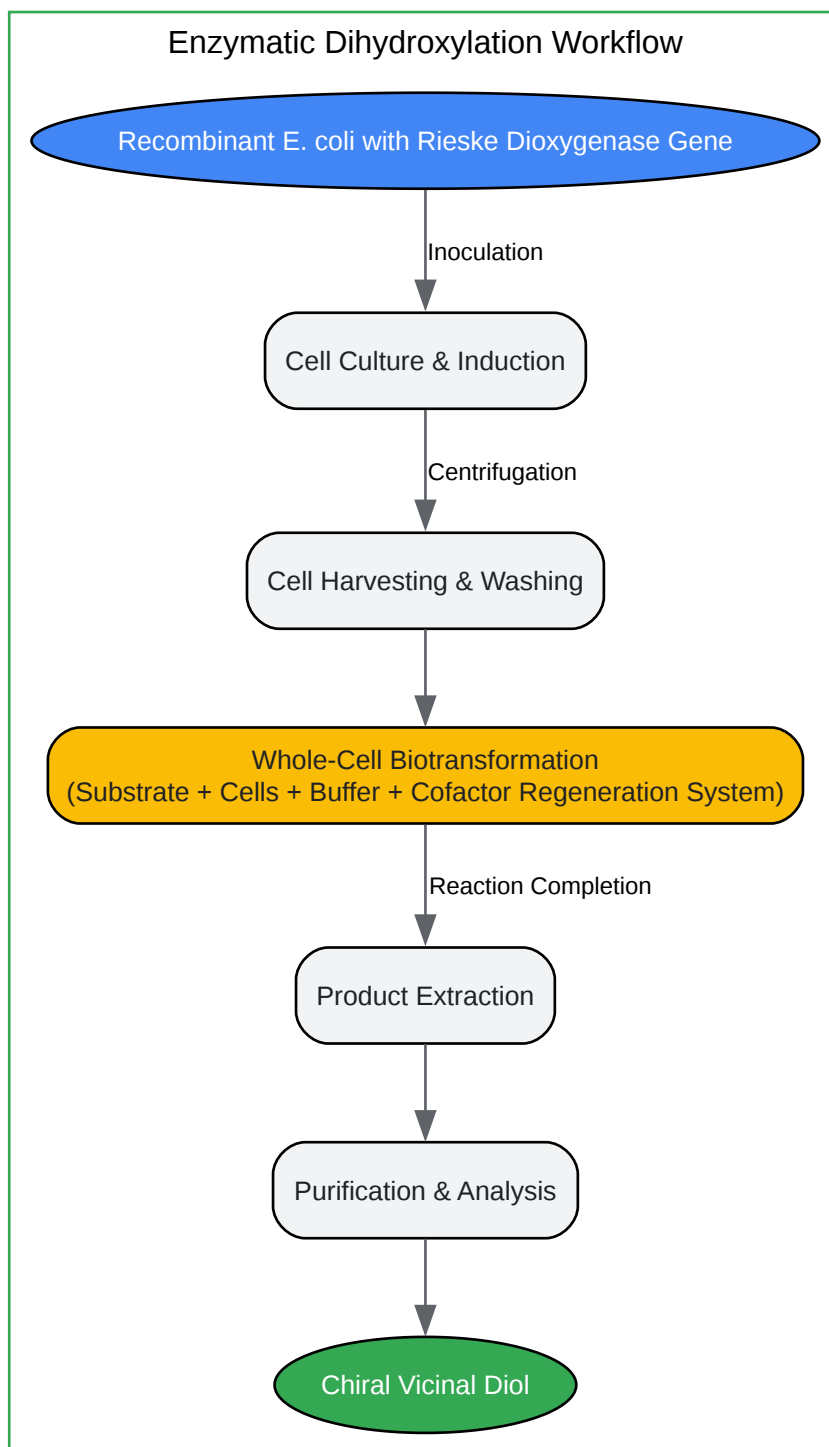 Enzymatic Dihydroxylation Workflow
Recombinant E. coli with Rieske Dioxygenase Gene
Inoculation
Cell Culture & Induction
Centrifugation
Cell Harvesting & Washing
Whole-Cell Biotransformation
(Substrate + Cells + Buffer + Cofactor Regeneration System)
Reaction Completion
Product Extraction
Purification & Analysis
Chiral Vicinal Diol